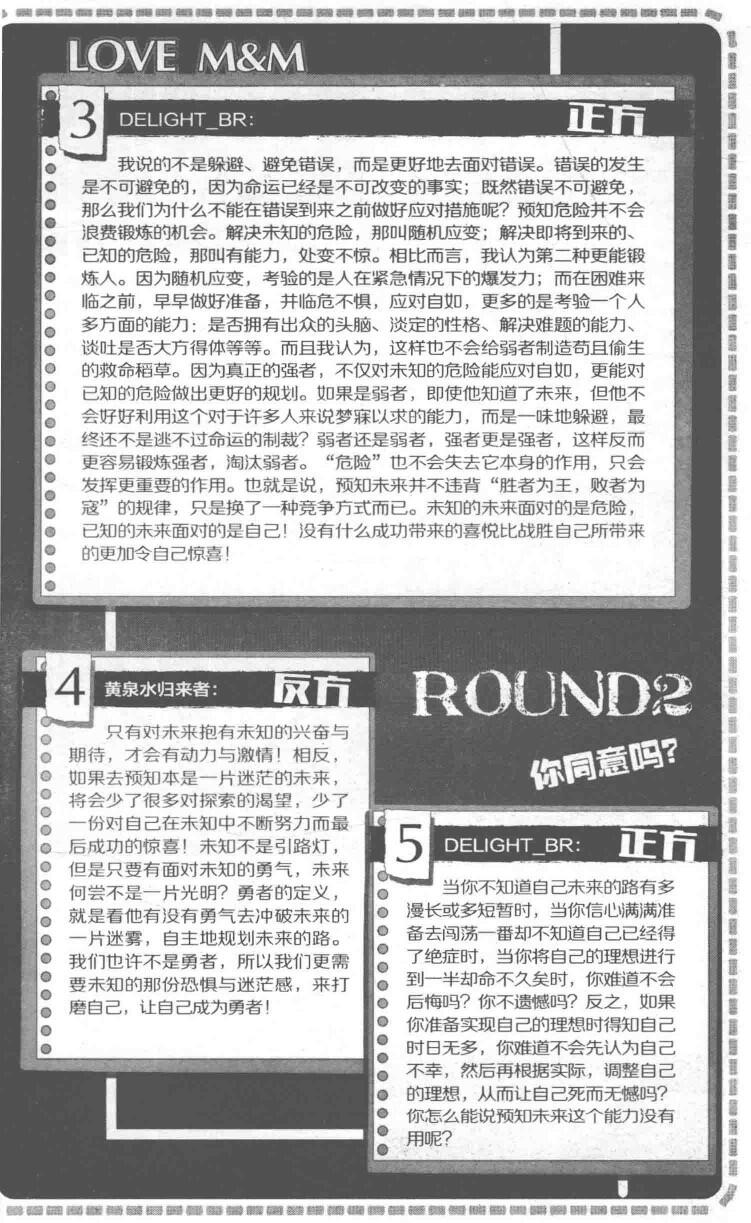 LOVE M&M
3
DELIGHT_BR：
正方
我说的不是躲避、避免错误，而是更好地去面对错误。错误的发生
是不可避免的，因为命运已经是不可改变的事实；既然错误不可避免，
那么我们为什么不能在错误到来之前做好应对措施呢？预知危险并不会
浪费锻炼的机会。解决未知的危险，那叫随机应变；解决即将到来的、
已知的危险，那叫有能力，处变不惊。相比而言，我认为第二种更能锻
炼人。因为随机应变，考验的是人在紧急情况下的爆发力；而在困难来
临之前，早早做好准备，并临危不惧，应对自如，更多的是考验一个人
多方面的能力：是否拥有出众的头脑、淡定的性格、解决难题的能力、
谈吐是否大方得体等等。而且我认为，这样也不会给弱者制造苟且偷生
的救命稻草。因为真正的强者，不仅对未知的危险能应对自如，更能对
已知的危险做出更好的规划。如果是弱者，即使他知道了未来，但他不
会好好利用这个对于许多人来说梦寐以求的能力，而是一味地躲避，最
终还不是逃不过命运的制裁？弱者还是弱者，强者更是强者，这样反而
更容易锻炼强者，淘汰弱者。“危险”也不会失去它本身的作用，只会
发挥更重要的作用。也就是说，预知未来并不违背“胜者为王，败者为
寇”的规律，只是换了一种竞争方式而已。未知的未来面对的是危险，
已知的未来面对的是自己！没有什么成功带来的喜悦比战胜自己所带来
的更加令自己惊喜！
4
黄泉水归来者：
反方
只有对未来抱有未知的兴奋与
期待，才会有动力与激情！相反，
如果去预知本是一片迷茫的未来，
将会少了很多对探索的渴望，少了
一份对自己在未知中不断努力而最
后成功的惊喜！未知不是引路灯，
但是只要有面对未知的勇气，未来
何尝不是一片光明？勇者的定义，
就是看他有没有勇气去冲破未来的
一片迷雾，自主地规划未来的路。
我们也许不是勇者，所以我们更需
要未知的那份恐惧与迷茫感，来打
磨自己，让自己成为勇者！
ROUND2
你同意吗？
5
DELIGHT_BR：
正方
当你不知道自己未来的路有多
漫长或多短暂时，当你信心满满准
备去闯荡一番却不知道自己已经得
了绝症时，当你将自己的理想进行
到一半却命不久矣时，你难道不会
后悔吗？你不遗憾吗？反之，如果
你准备实现自己的理想时得知自己
时日无多，你难道不会先认为自己
不幸，然后再根据实际，调整自己
的理想，从而让自己死而无憾吗？
你怎么能说预知未来这个能力没有
用呢？